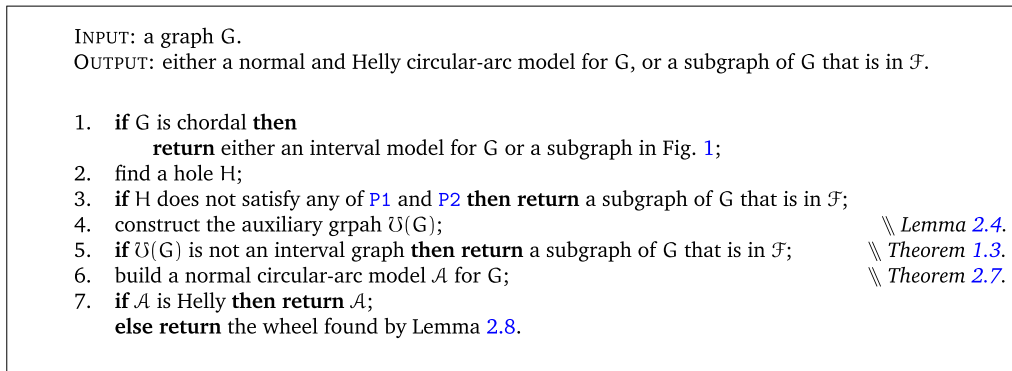 INPUT: a graph G.
OUTPUT: either a normal and Helly circular-arc model for G, or a subgraph of G that is in ℱ.
1. if G is chordal then
return either an interval model for G or a subgraph in Fig. 1;
2. find a hole H;
3. if H does not satisfy any of P1 and P2 then return a subgraph of G that is in ℱ;
4. construct the auxiliary grpah ℧(G); \\ Lemma 2.4.
5. if ℧(G) is not an interval graph then return a subgraph of G that is in ℱ; \\ Theorem 1.3.
6. build a normal circular-arc model 𝒜 for G; \\ Theorem 2.7.
7. if 𝒜 is Helly then return 𝒜;
else return the wheel found by Lemma 2.8.